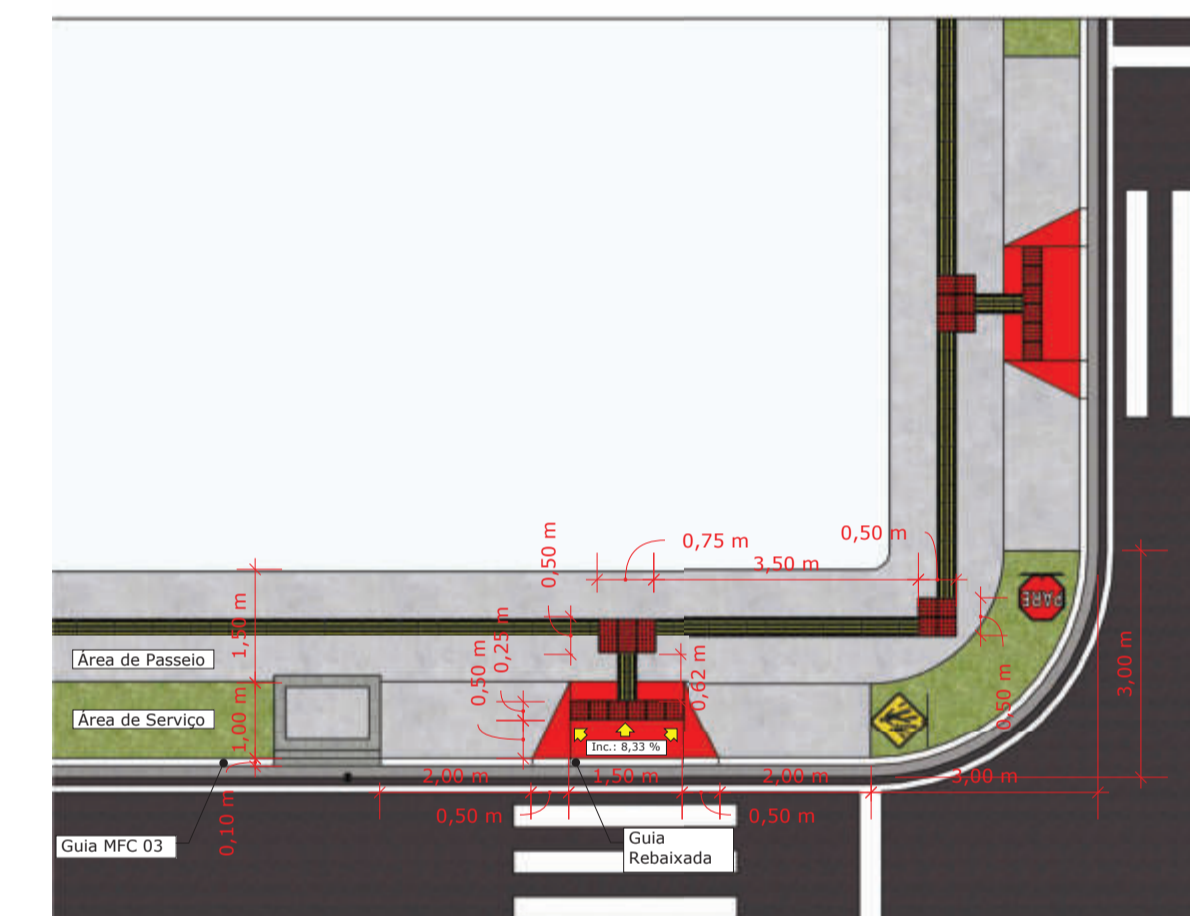 0,50 m
0,75 m
0,50 m
3,50 m
1,50 m
0,25 m
Área de Passeio
0,50 m
0,62 m
PARE
3,00 m
0,50 m
Área de Serviço
1,00 m
Inc.: 8,33 %
2,00 m
1,50 m
2,00 m
3,00 m
0,50 m
0,50 m
0,10 m
Guia MFC 03
Guia
Rebaixada